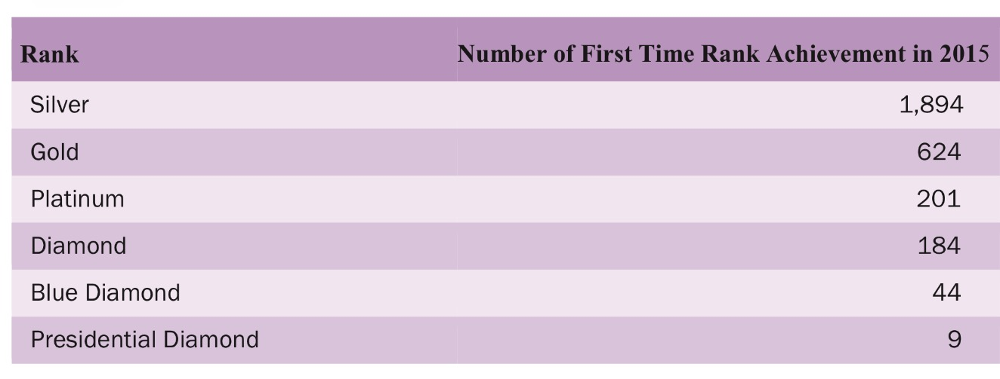 Rank Number of First Time Rank Achievement in 2015
Silver 1,894
Gold 624
Platinum 201
Diamond 184
Blue Diamond 44
Presidential Diamond 9